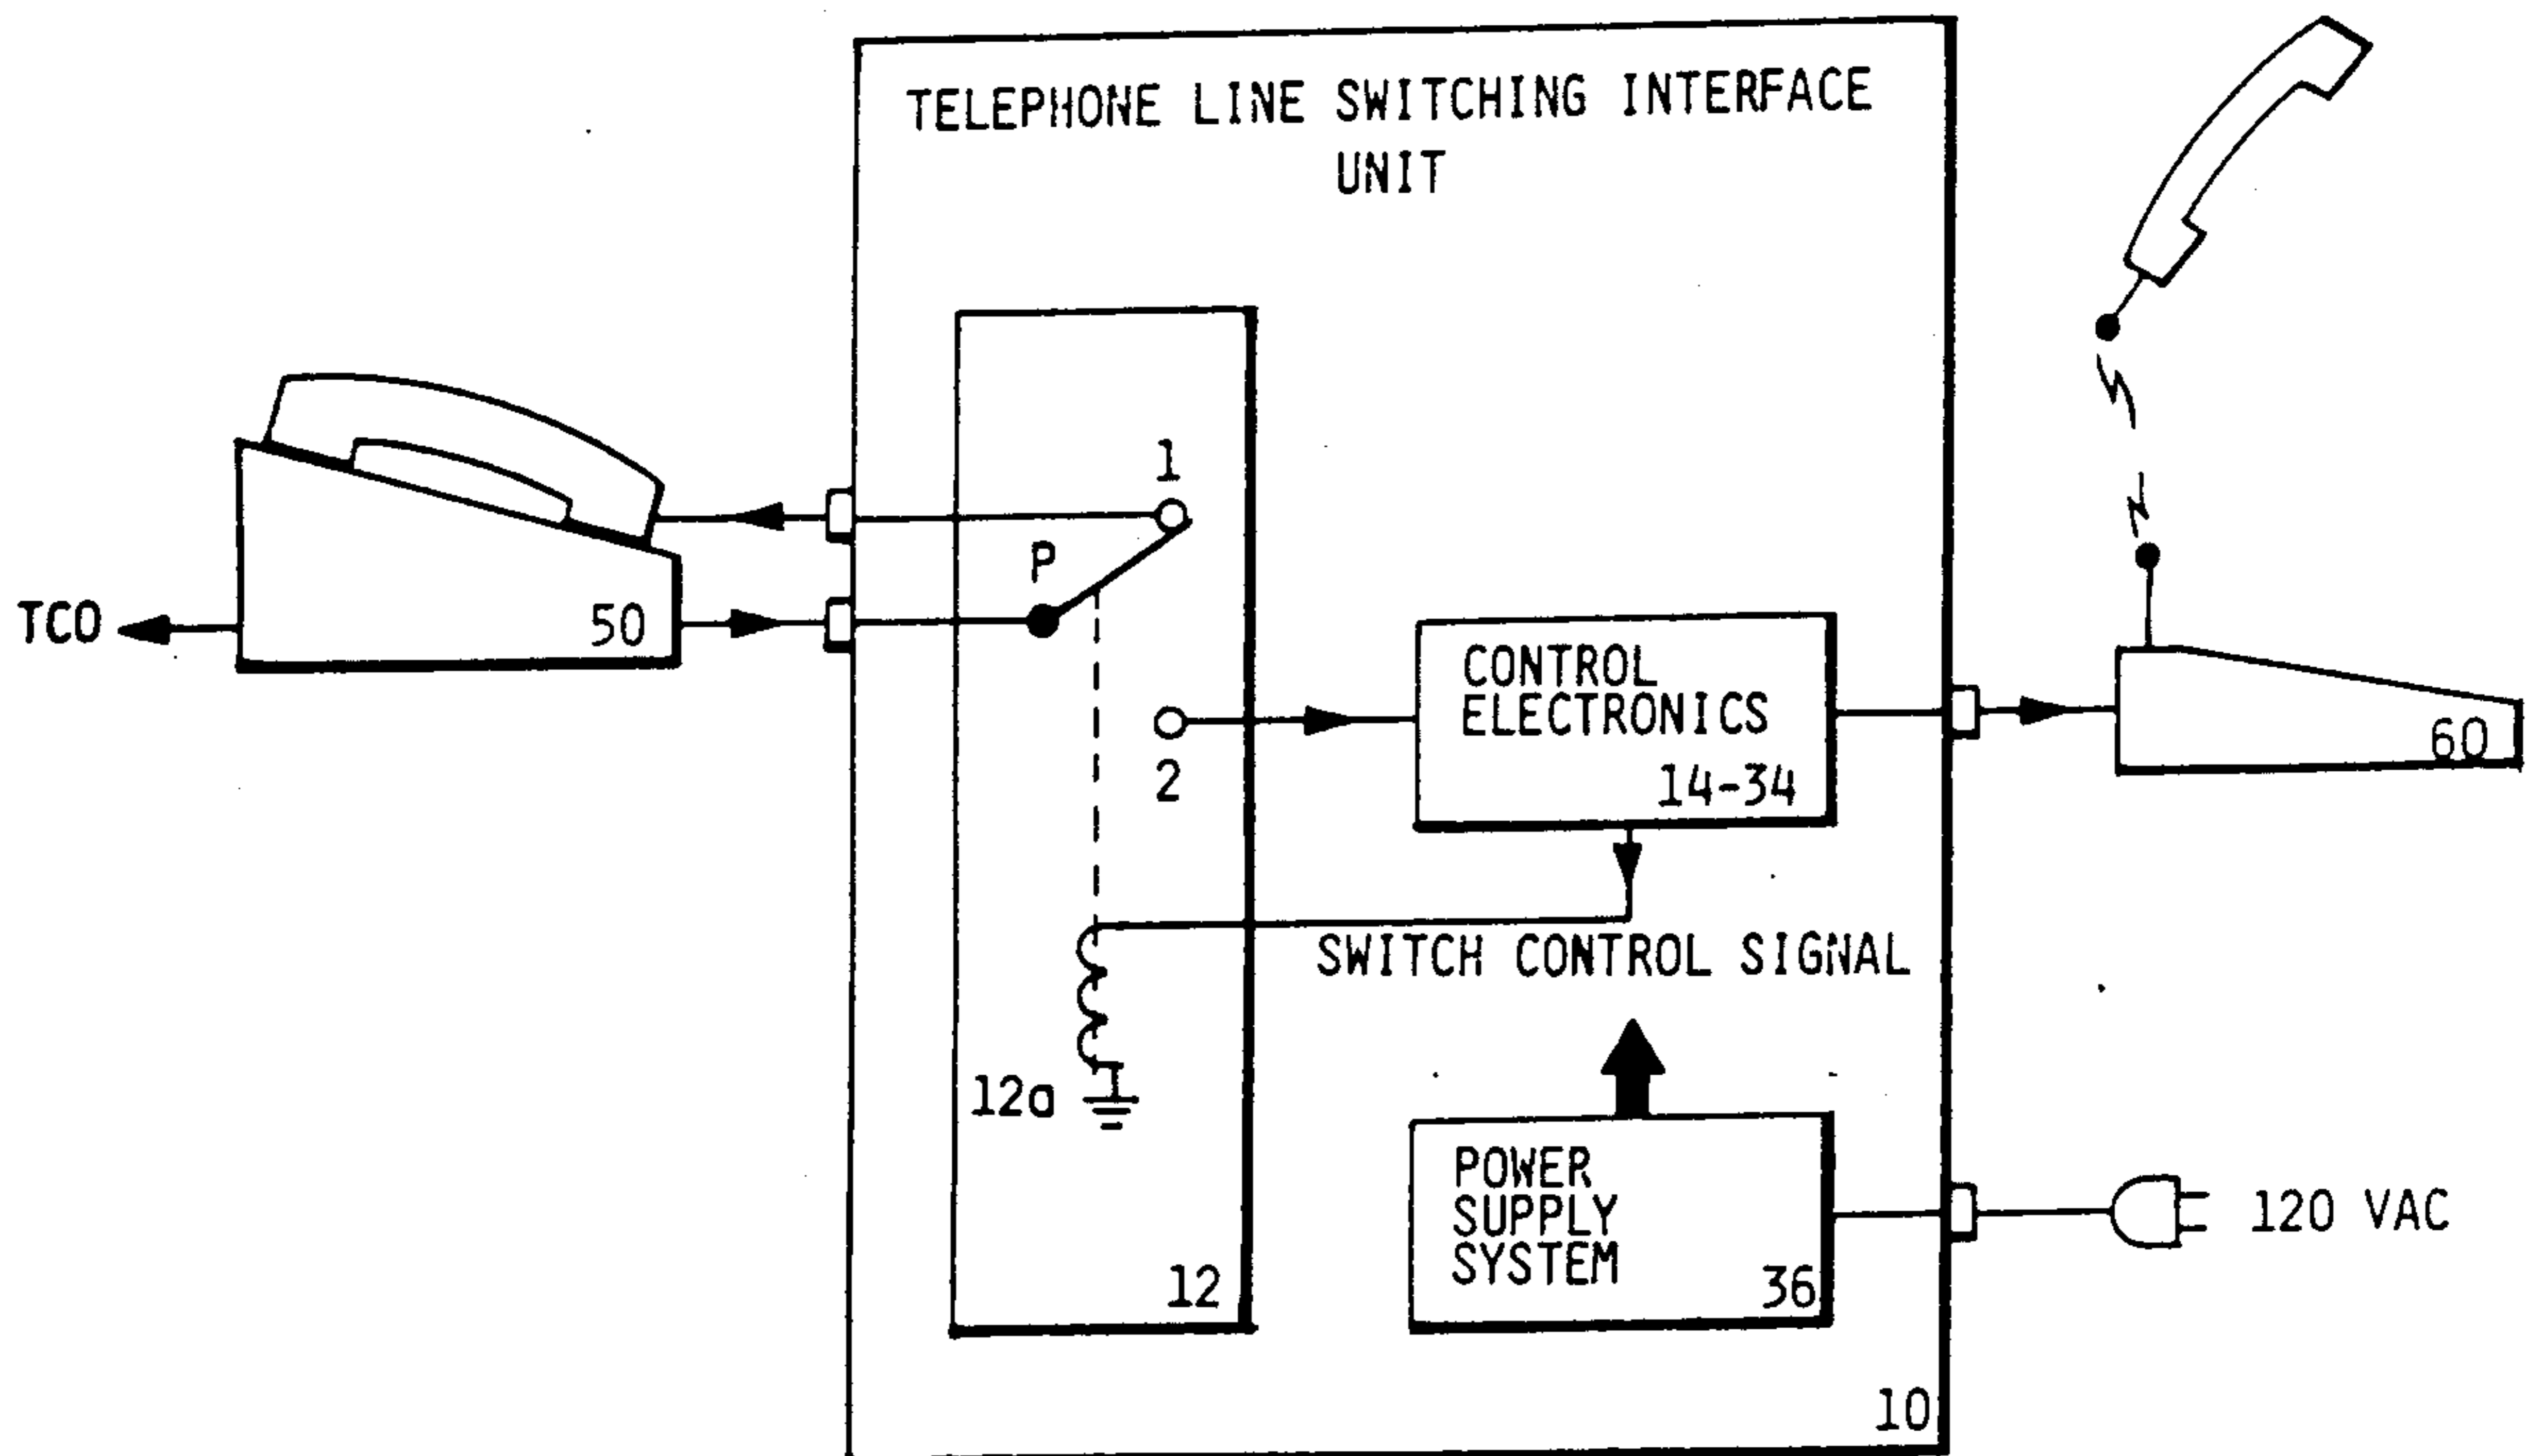 TELEPHONE LINE SWITCHING INTERFACE
UNIT
1
P
TCO
50
2
CONTROL
ELECTRONICS
14-34
60
SWITCH CONTROL SIGNAL
12a
POWER
SUPPLY
SYSTEM
36
120 VAC
12
10